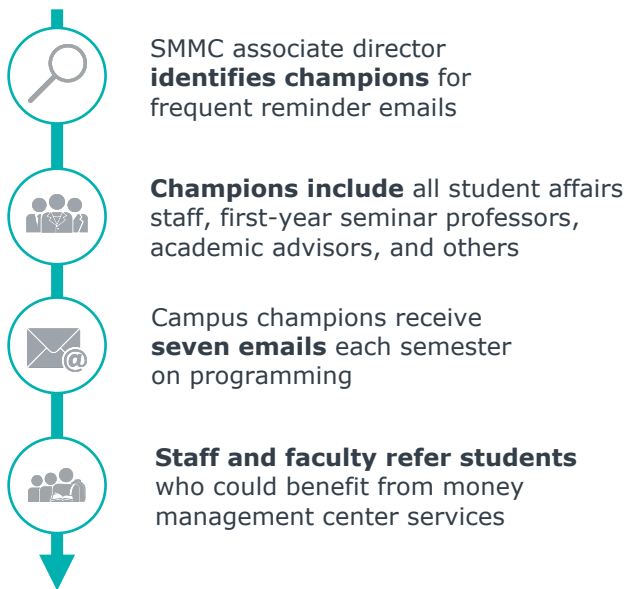 SMMC associate director
identifies champions for
frequent reminder emails
Champions include all student affairs
staff, first-year seminar professors,
academic advisors, and others
Campus champions receive
seven emails each semester
on programming
@
Staff and faculty refer students
who could benefit from money
management center services